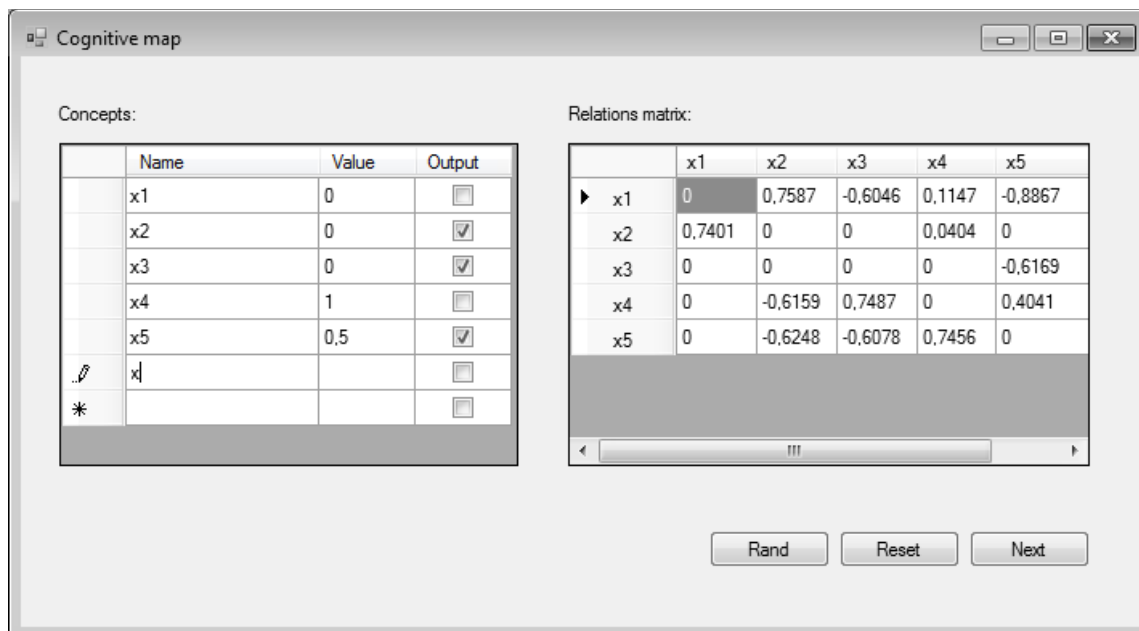 Cognitive map
Concepts:
Name Value Output
x1 0
x2 0
x3 0
x4 1
x5 0,5
x
Relations matrix:
x1 x2 x3 x4 x5
x1 0 0,7587 -0,6046 0,1147 -0,8867
x2 0,7401 0 0 0,0404 0
x3 0 0 0 0 -0,6169
x4 0 -0,6159 0,7487 0 0,4041
x5 0 -0,6248 -0,6078 0,7456 0
Rand Reset Next